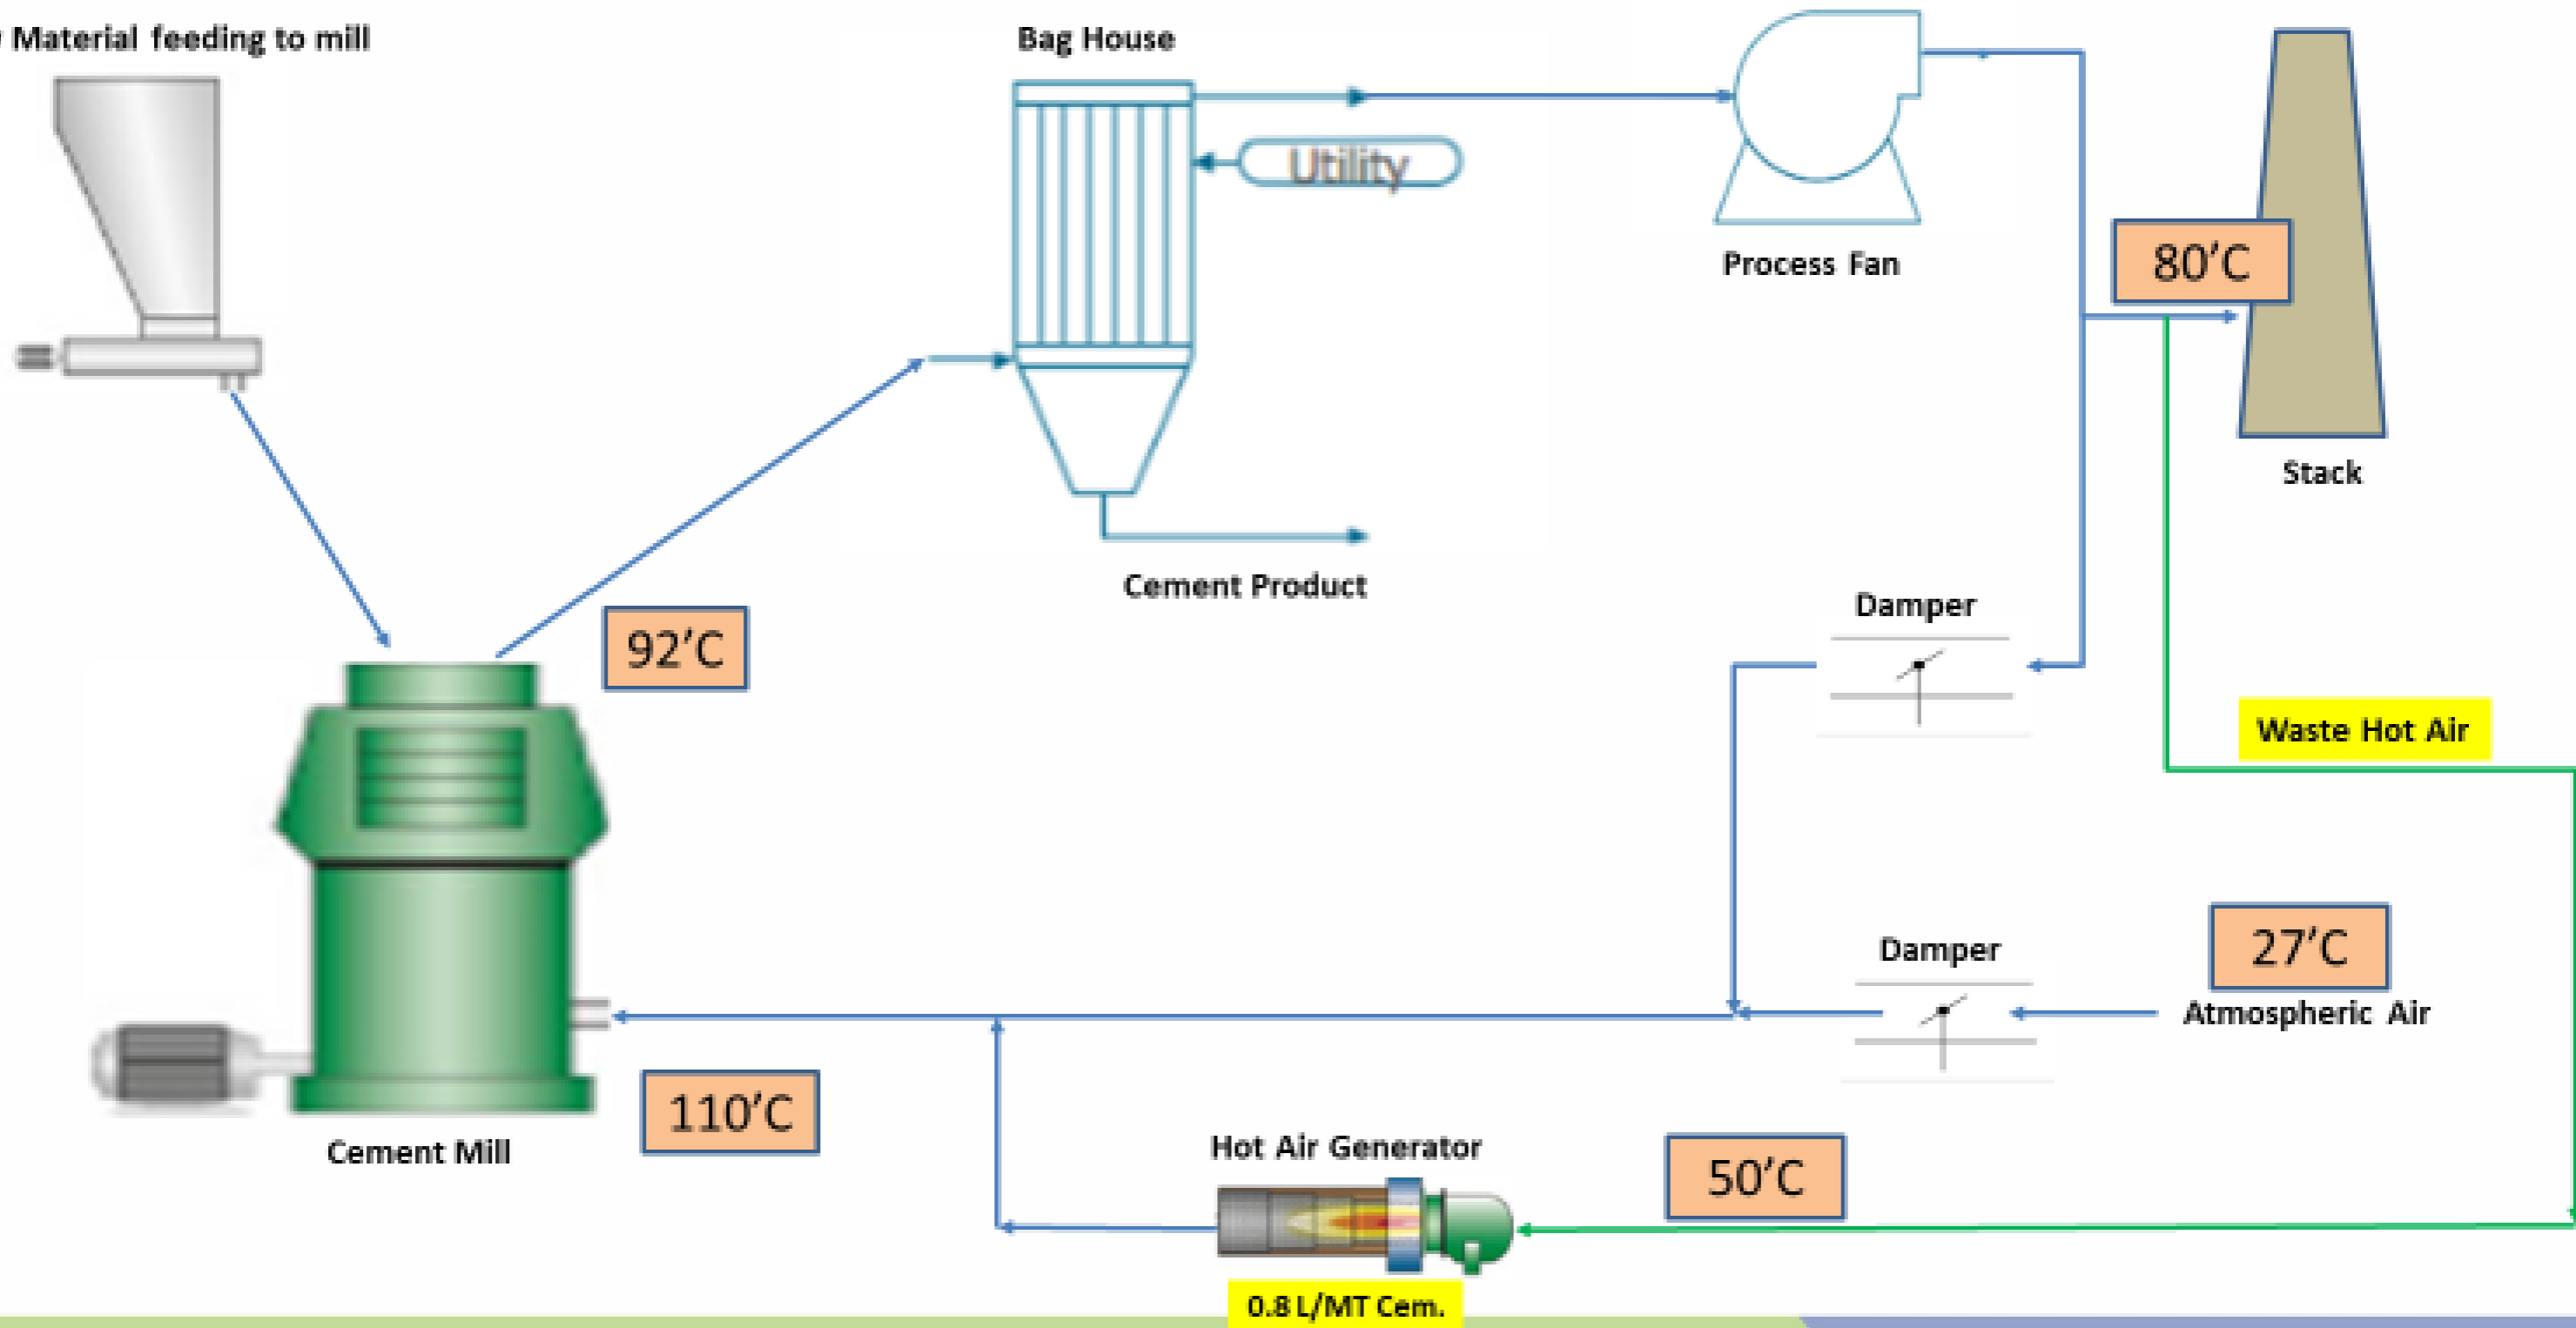 Material feeding to mill
Bag House
Utility
Process Fan
80'C
Stack
Cement Product
92'C
Damper
Waste Hot Air
Damper
27'C
Atmospheric Air
110'C
Cement Mill
Hot Air Generator
50'C
0.8 L/MT Cem.